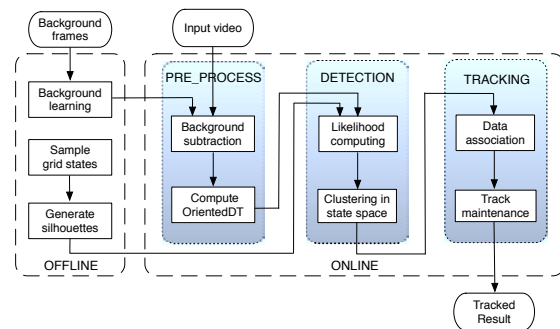 Background
frames
Input video
PRE_PROCESS
DETECTION
TRACKING
Background
learning
Background
subtraction
Likelihood
computing
Data
association
Sample
grid states
Compute
OrientedDT
Clustering in
state space
Track
maintenance
Generate
silhouettes
OFFLINE
ONLINE
Tracked
Result